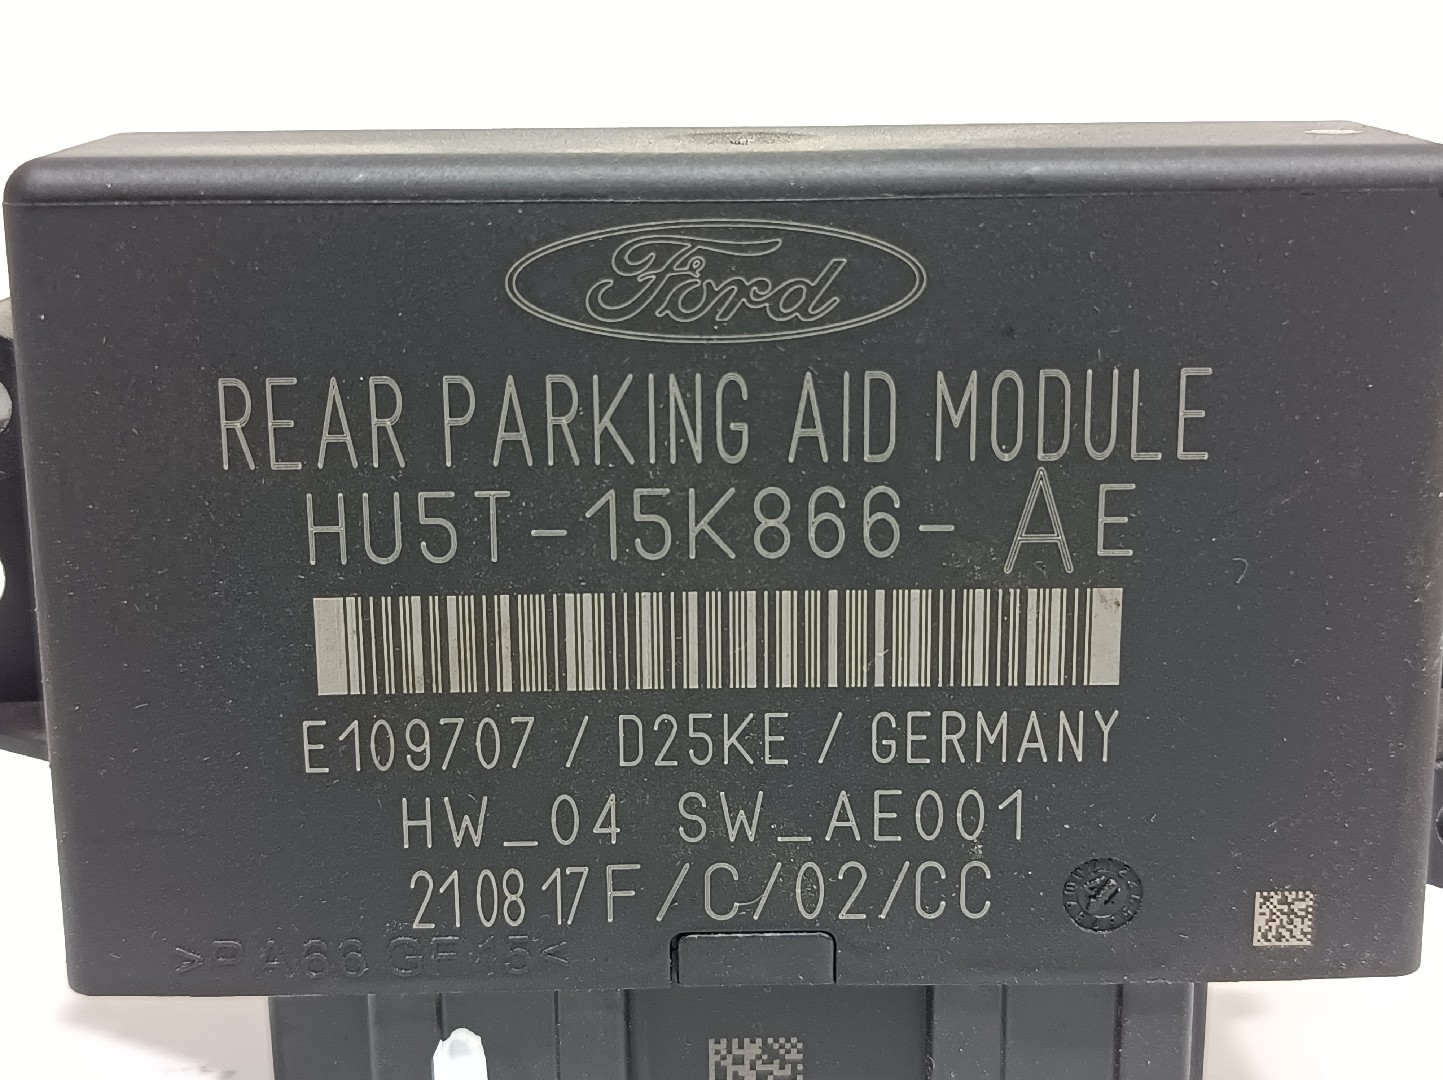 Ford
REAR PARKING AID MODULE
HU5T-15K866-AE
E109707 / D25KE / GERMANY
HW_04 SW_AE001
210817F/C/02/CC
>PA66 GF15<